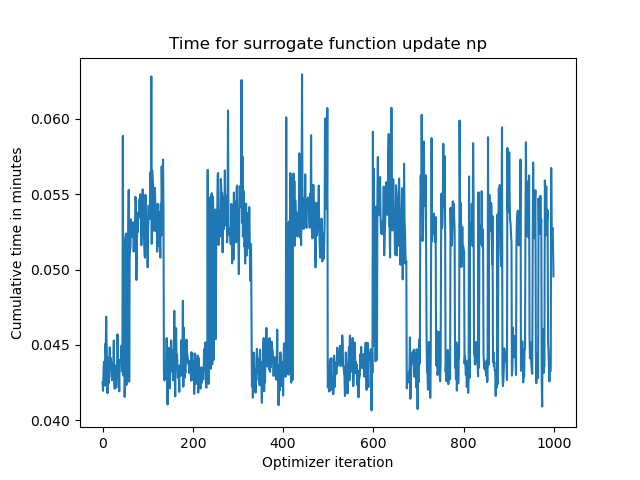 Time for surrogate function update np
Cumulative time in minutes
0.060
0.055
0.050
0.045
0.040
0 200 400 600 800 1000
Optimizer iteration